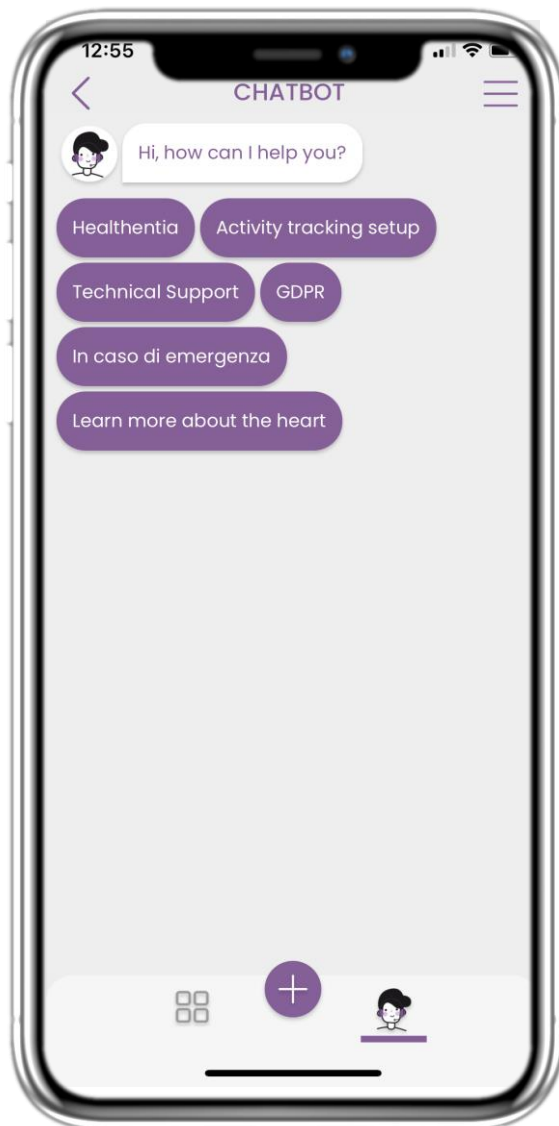 12:55
CHATBOT
Hi, how can I help you?
Healthentia Activity tracking setup
Technical Support GDPR
In caso di emergenza
Learn more about the heart